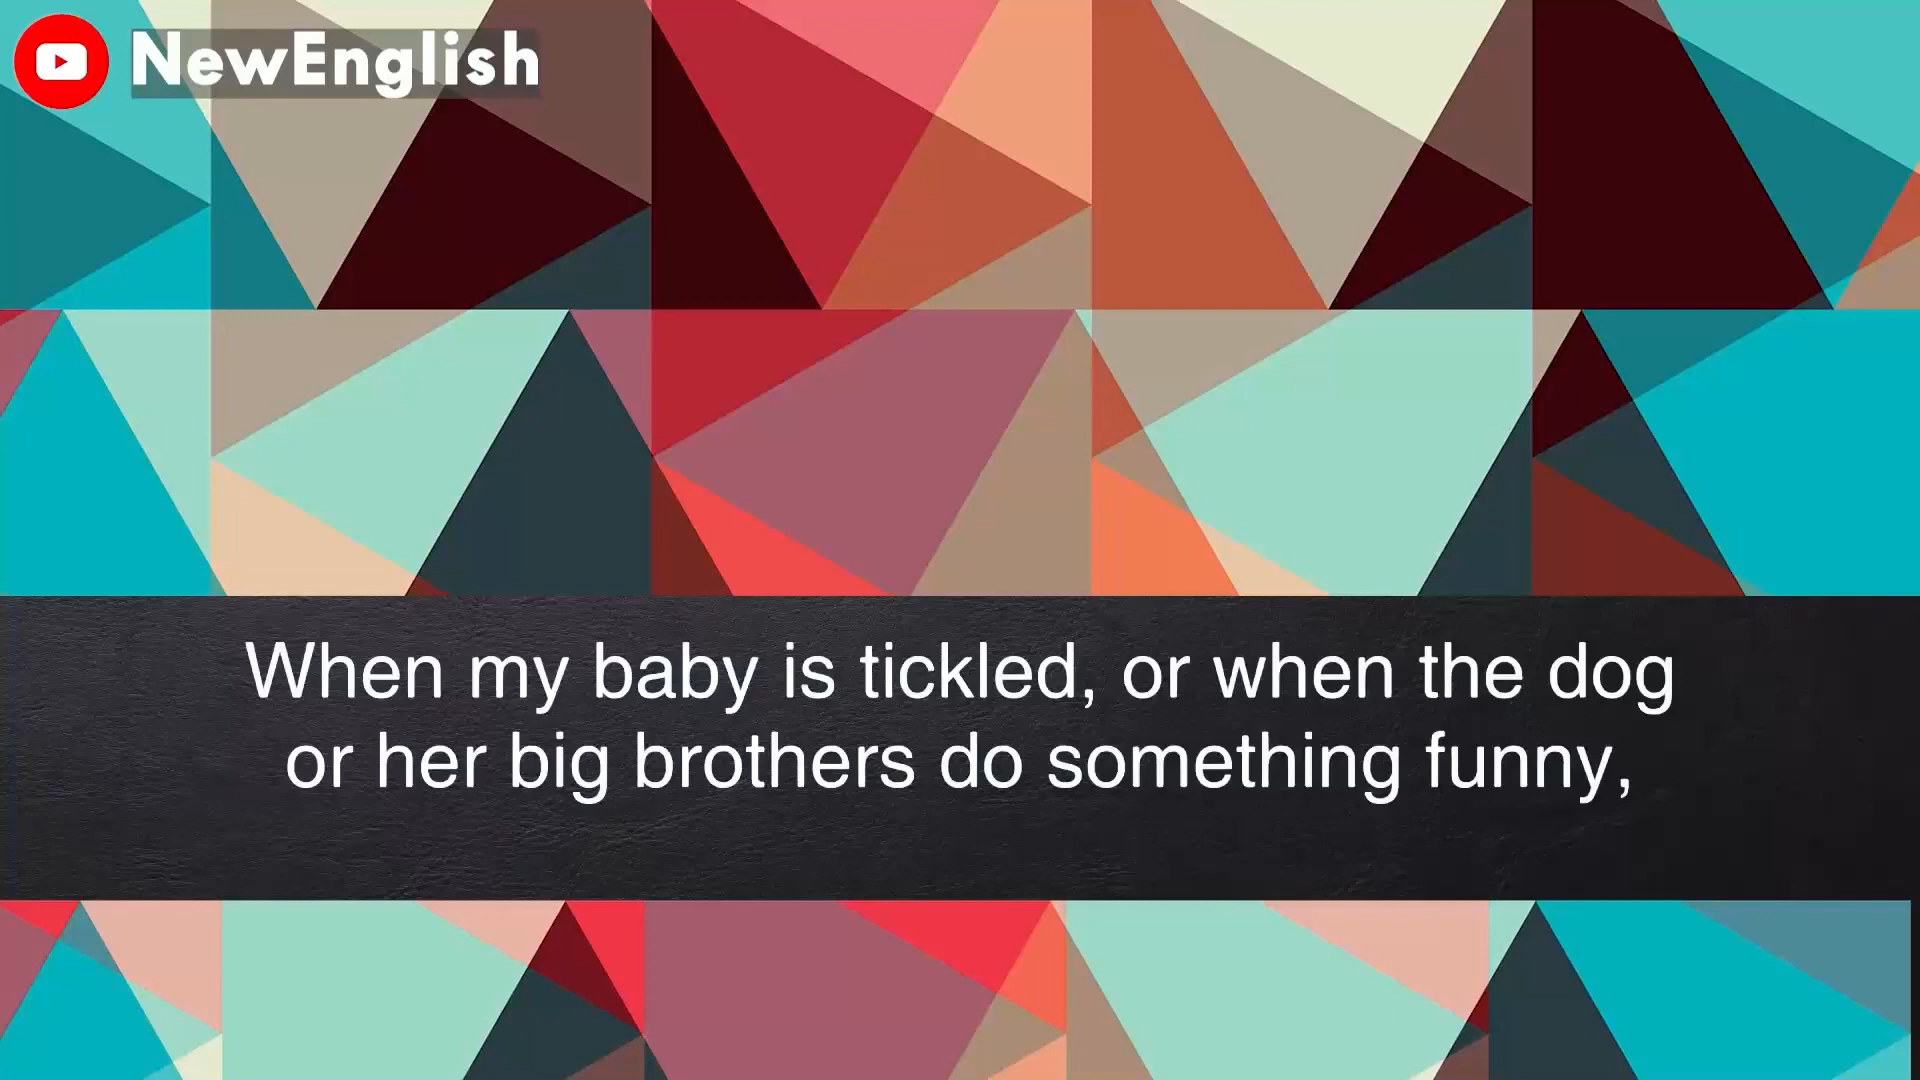 NewEnglish
When my baby is tickled, or when the dog
or her big brothers do something funny,